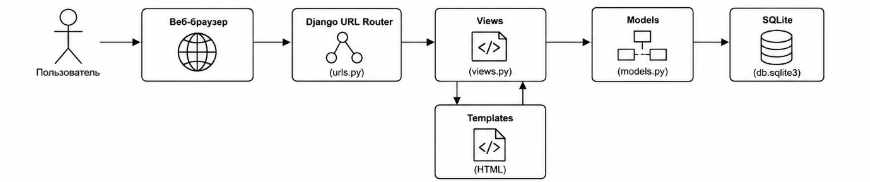 Пользователь
Веб-браузер
Django URL Router
(urls.py)
Views
</>
(views.py)
Models
(models.py)
SQLite
(db.sqlite3)
Templates
</>
(HTML)